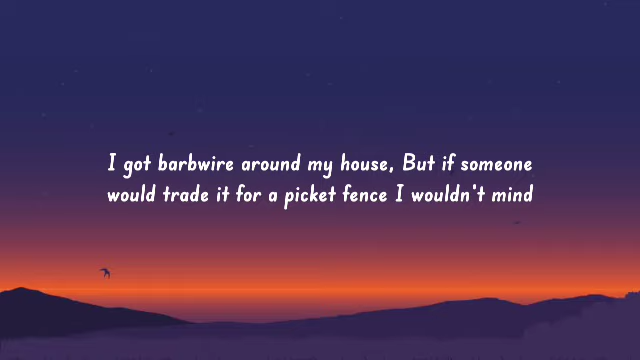 I got barbwire around my house, But if someone
would trade it for a picket fence I wouldn't mind